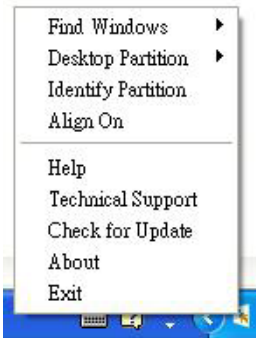 Find Windows
Desktop Partition
Identify Partition
Align On
Help
Technical Support
Check for Update
About
Exit